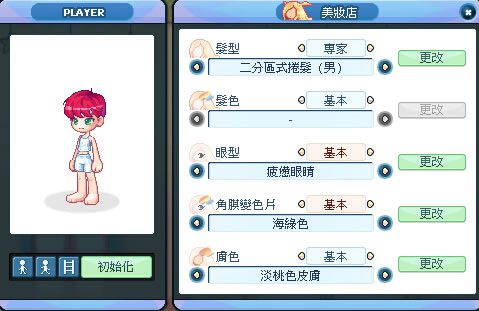 PLAYER
初始化
美妝店
髮型 專家
二分區式捲髮（男） 更改
髮色 基本
- 更改
眼型 基本
疲憊眼睛 更改
角膜變色片 基本
海綠色 更改
膚色 基本
淡桃色皮膚 更改